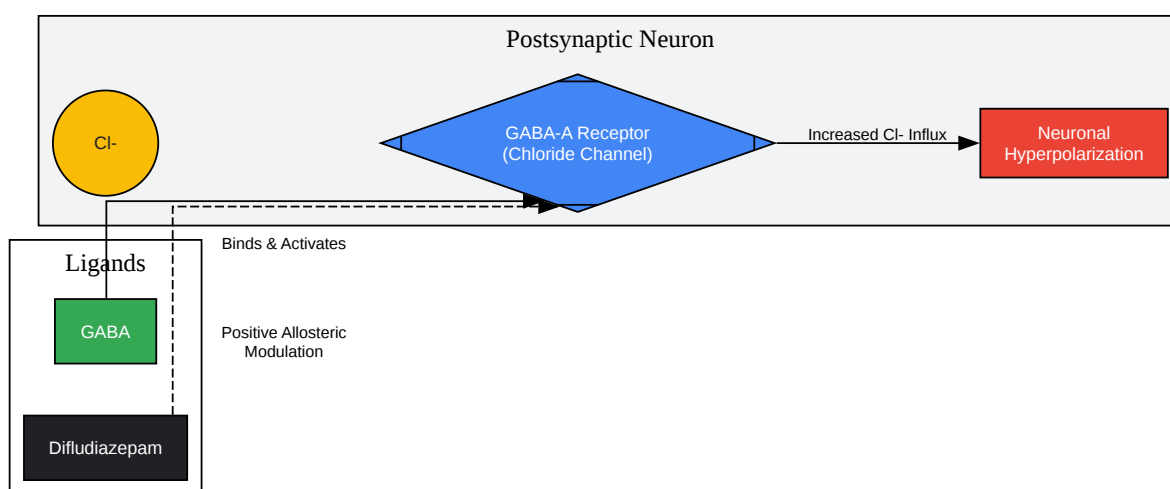 Postsynaptic Neuron
Cl-
GABA-A Receptor
(Chloride Channel)
Increased Cl- Influx
Neuronal
Hyperpolarization
Binds & Activates
Ligands
GABA
Positive Allosteric
Modulation
Difludiazepam